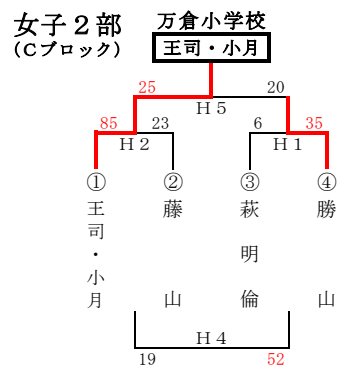 女子２部 万倉小学校
(Ｃブロック) 王司・小月
25 20
Ｈ５
85 23 6 35
Ｈ２ Ｈ１
① ② ③ ④
王司・小月 藤山 萩明倫 勝山
Ｈ４
19 52